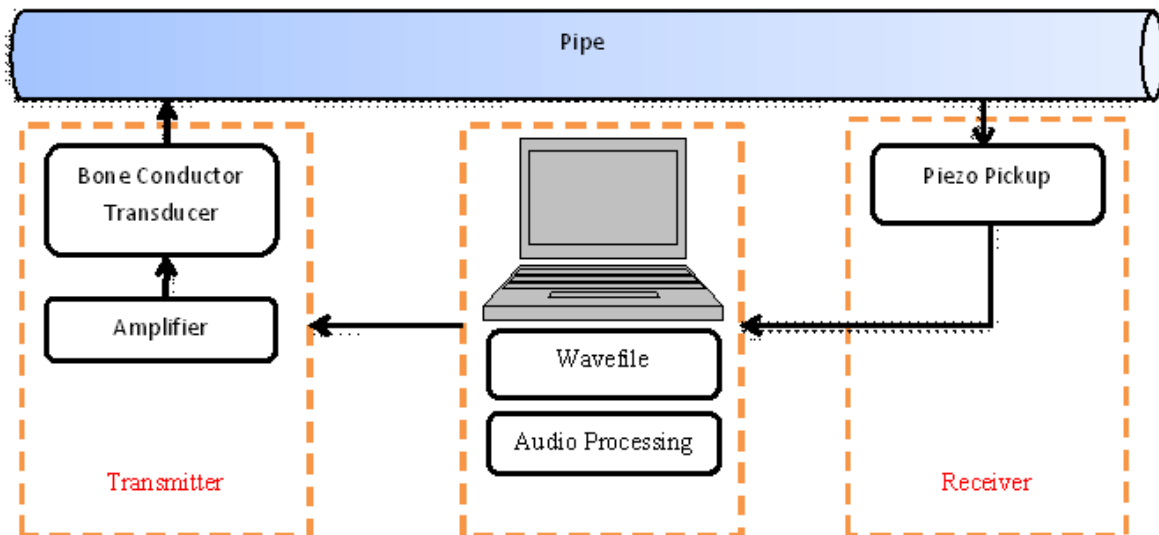 Pipe
Bone Conductor
Transducer
Amplifier
Transmitter
Wavefile
Audio Processing
Piezo Pickup
Receiver